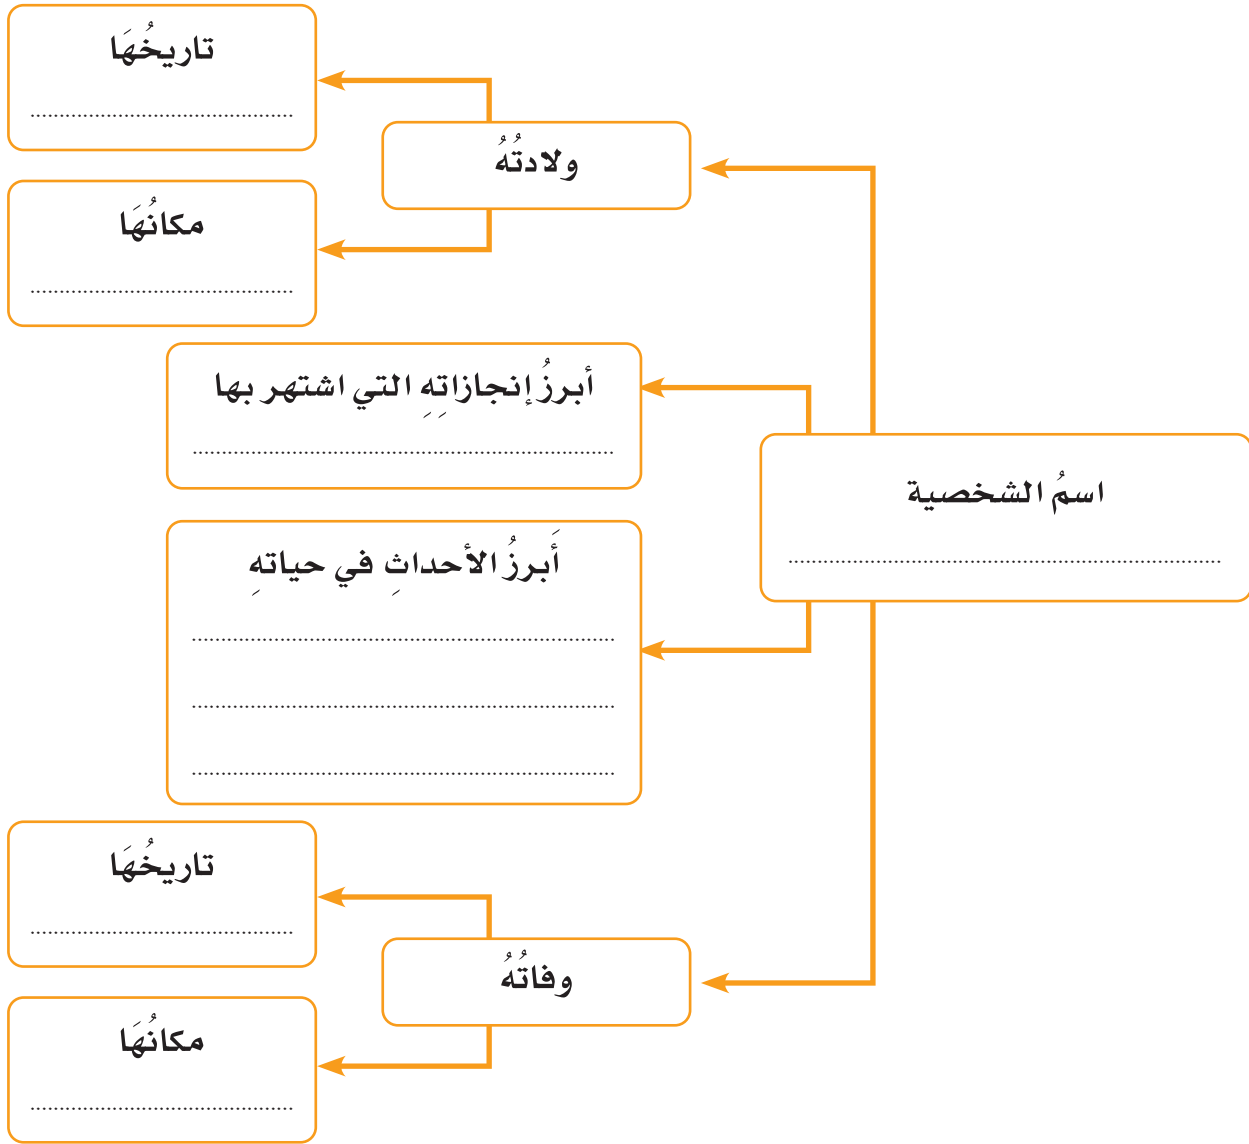 اسمُ الشخصية
ولادتُهُ
تاريخُهَا
مكانُهَا
أبرزُ إنجازاتِهِ التي اشتهر بها
أَبرزُ الأحداثِ في حياتهِ
وفاتُهُ
تاريخُهَا
مكانُهَا